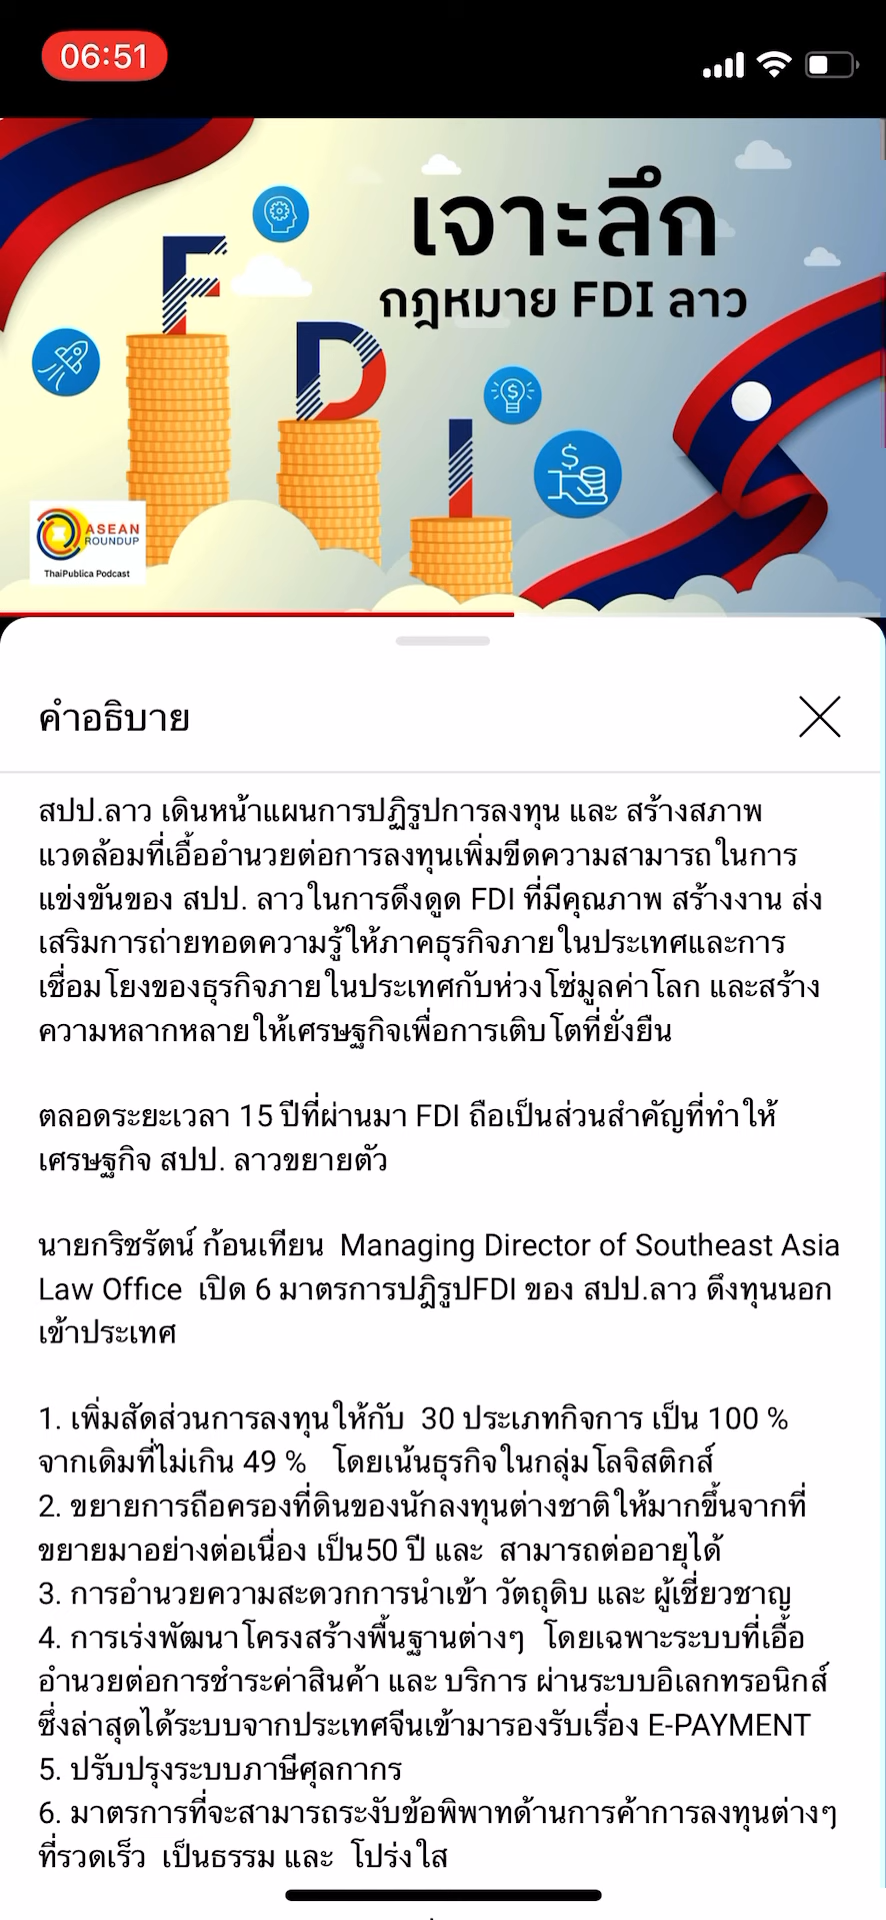 06:51
เจาะลึก
กฎหมาย FDI ลาว
F
D
I
ASEAN
ROUNDUP
ThaiPublica Podcast
คำอธิบาย
สปป.ลาว เดินหน้าแผนการปฏิรูปการลงทุน และ สร้างสภาพ
แวดล้อมที่เอื้ออำนวยต่อการลงทุนเพิ่มขีดความสามารถในการ
แข่งขันของ สปป. ลาวในการดึงดูด FDI ที่มีคุณภาพ สร้างงาน ส่ง
เสริมการถ่ายทอดความรู้ให้ภาคธุรกิจภายในประเทศและการ
เชื่อมโยงของธุรกิจภายในประเทศกับห่วงโซ่มูลค่าโลก และสร้าง
ความหลากหลายให้เศรษฐกิจเพื่อการเติบโตที่ยั่งยืน
ตลอดระยะเวลา 15 ปีที่ผ่านมา FDI ถือเป็นส่วนสำคัญที่ทำให้
เศรษฐกิจ สปป. ลาวขยายตัว
นายกริชรัตน์ ก้อนเทียน  Managing Director of Southeast Asia
Law Office  เปิด 6 มาตรการปฎิรูปFDI ของ สปป.ลาว ดึงทุนนอก
เข้าประเทศ
1. เพิ่มสัดส่วนการลงทุนให้กับ  30 ประเภทกิจการ เป็น 100 %
จากเดิมที่ไม่เกิน 49 %   โดยเน้นธุรกิจในกลุ่มโลจิสติกส์
2. ขยายการถือครองที่ดินของนักลงทุนต่างชาติให้มากขึ้นจากที่
ขยายมาอย่างต่อเนื่อง เป็น50 ปี และ  สามารถต่ออายุได้
3. การอำนวยความสะดวกการนำเข้า วัตถุดิบ และ ผู้เชี่ยวชาญ
4. การเร่งพัฒนาโครงสร้างพื้นฐานต่างๆ  โดยเฉพาะระบบที่เอื้อ
อำนวยต่อการชำระค่าสินค้า และ บริการ ผ่านระบบอิเลกทรอนิกส์
ซึ่งล่าสุดได้ระบบจากประเทศจีนเข้ามารองรับเรื่อง E-PAYMENT
5. ปรับปรุงระบบภาษีศุลกากร
6. มาตรการที่จะสามารถระงับข้อพิพาทด้านการค้าการลงทุนต่างๆ
ที่รวดเร็ว  เป็นธรรม และ  โปร่งใส